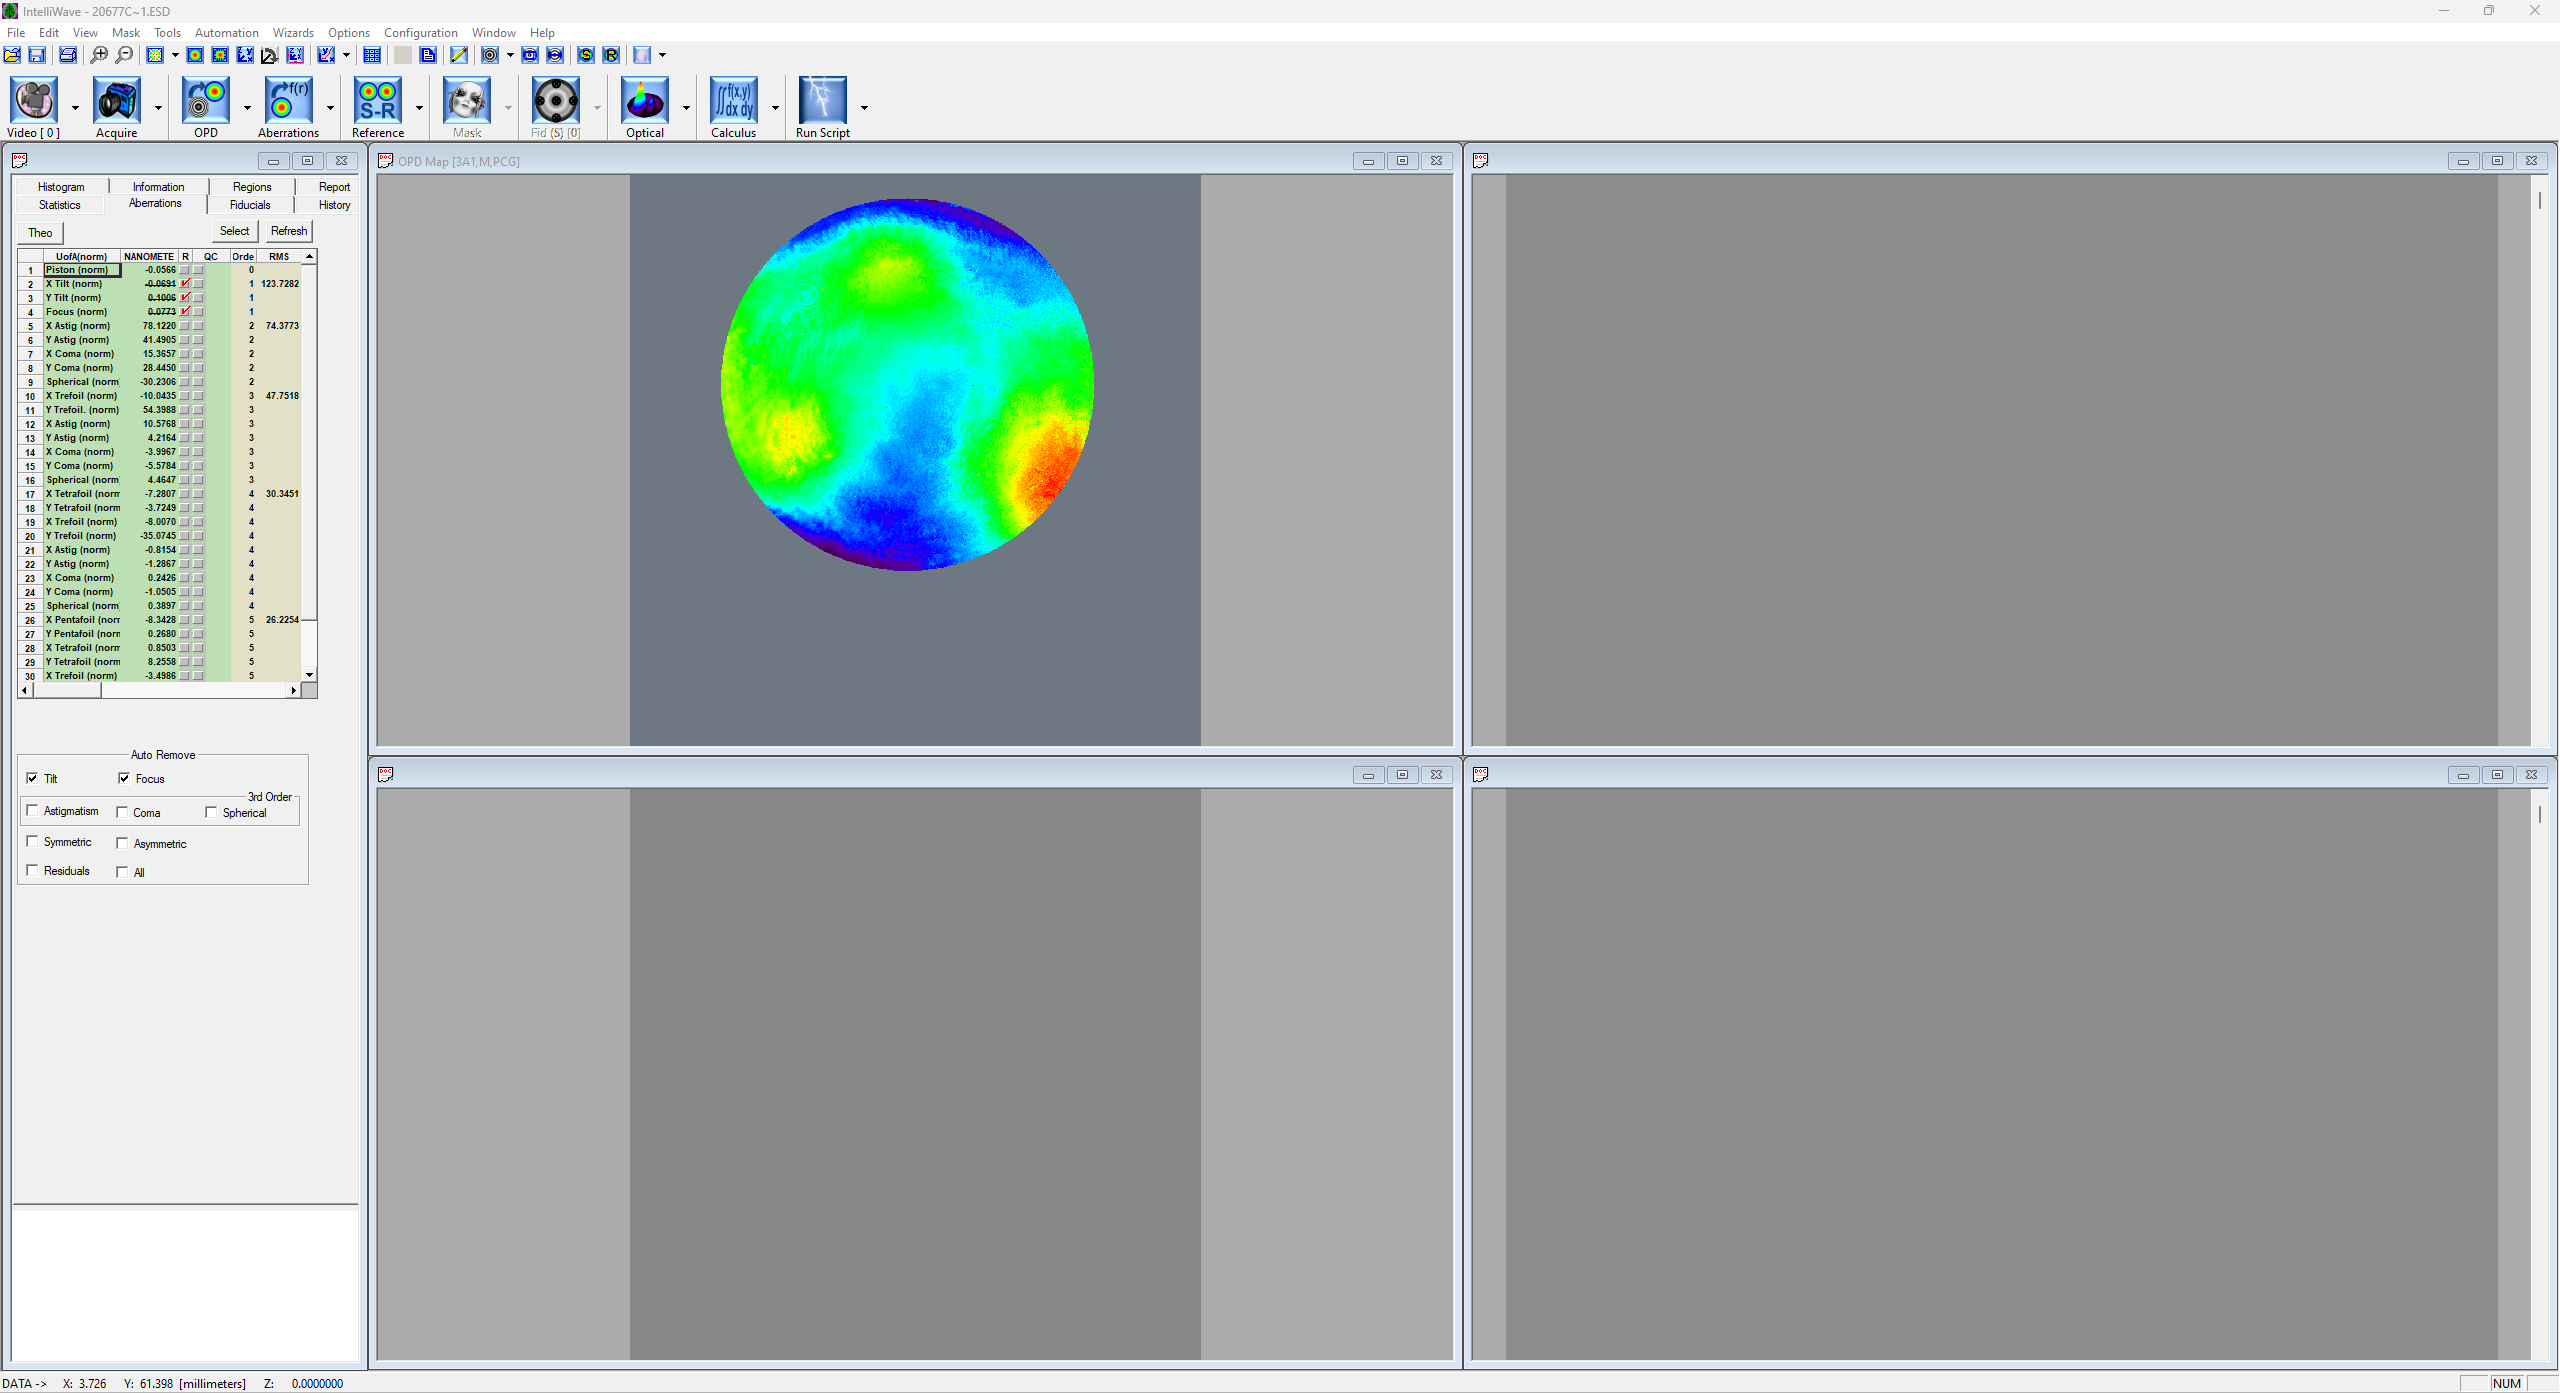 IntelliWave - 20677C~1.ESD
File Edit View Mask Tools Automation Wizards Options Configuration Window Help
Video [ 0 ] Acquire OPD Aberrations Reference Mask Fid (S) [0] Optical Calculus Run Script
f(r) S-R ∫∫f(x,y) dx dy
OPD Map [3A1,M,PCG]
Histogram Information Regions Report
Statistics Aberrations Fiducials History
Theo Select Refresh
UofA(norm) NANOMETE R QC Orde RMS
1 Piston (norm) -0.0566 0
2 X Tilt (norm) -0.0691 1 123.7282
3 Y Tilt (norm) 0.1006 1
4 Focus (norm) 0.0773 1
5 X Astig (norm) 78.1220 2 74.3773
6 Y Astig (norm) 41.4905 2
7 X Coma (norm) 15.3657 2
8 Y Coma (norm) 28.4450 2
9 Spherical (norm -30.2306 2
10 X Trefoil (norm) -10.0435 3 47.7518
11 Y Trefoil. (norm) 54.3988 3
12 X Astig (norm) 10.5768 3
13 Y Astig (norm) 4.2164 3
14 X Coma (norm) -3.9967 3
15 Y Coma (norm) -5.5784 3
16 Spherical (norm 4.4647 3
17 X Tetrafoil (norm -7.2807 4 30.3451
18 Y Tetrafoil (norm -3.7249 4
19 X Trefoil (norm) -8.0070 4
20 Y Trefoil (norm) -35.0745 4
21 X Astig (norm) -0.8154 4
22 Y Astig (norm) -1.2867 4
23 X Coma (norm) 0.2426 4
24 Y Coma (norm) -1.0505 4
25 Spherical (norm 0.3897 4
26 X Pentafoil (norr -8.3428 5 26.2254
27 Y Pentafoil (norn 0.2680 5
28 X Tetrafoil (norm 0.8503 5
29 Y Tetrafoil (norm 8.2558 5
30 X Trefoil (norm) -3.4986 5
Auto Remove
Tilt Focus
3rd Order
Astigmatism Coma Spherical
Symmetric Asymmetric
Residuals All
DATA -> X: 3.726 Y: 61.398 [millimeters] Z: 0.0000000 NUM